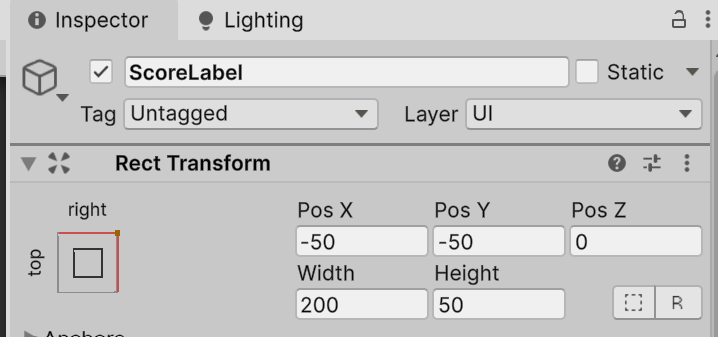 Inspector Lighting
ScoreLabel Static
Tag Untagged Layer UI
Rect Transform
right
top
Pos X Pos Y Pos Z
-50 -50 0
Width Height
200 50 R
Anchors